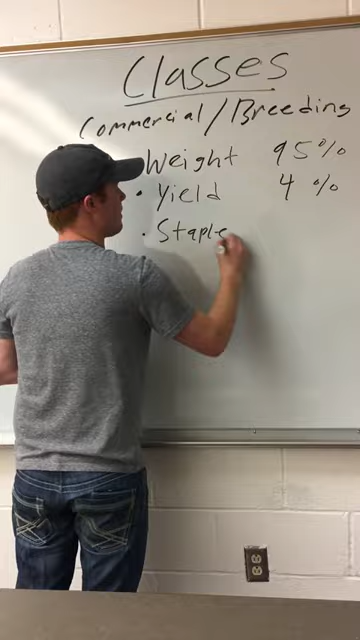 Classes
Commercial/Breeding
Weight 95%
• Yield 4%
• Staple